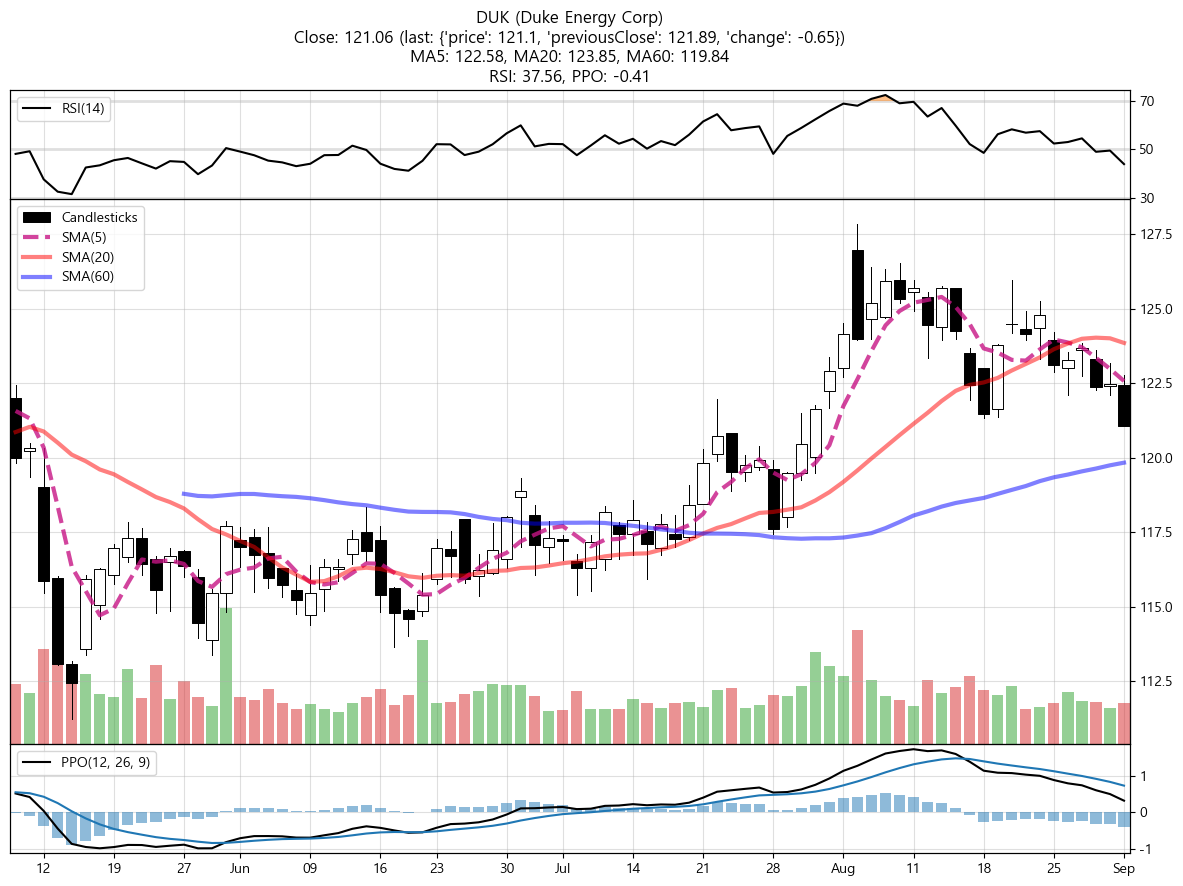 DUK (Duke Energy Corp)
Close: 121.06 (last: {'price': 121.1, 'previousClose': 121.89, 'change': -0.65})
MA5: 122.58, MA20: 123.85, MA60: 119.84
RSI: 37.56, PPO: -0.41
RSI(14)
70
50
30
Candlesticks
SMA(5)
SMA(20)
SMA(60)
127.5
125.0
122.5
120.0
117.5
115.0
112.5
PPO(12, 26, 9)
1
0
-1
12 19 27 Jun 09 16 23 30 Jul 14 21 28 Aug 11 18 25 Sep